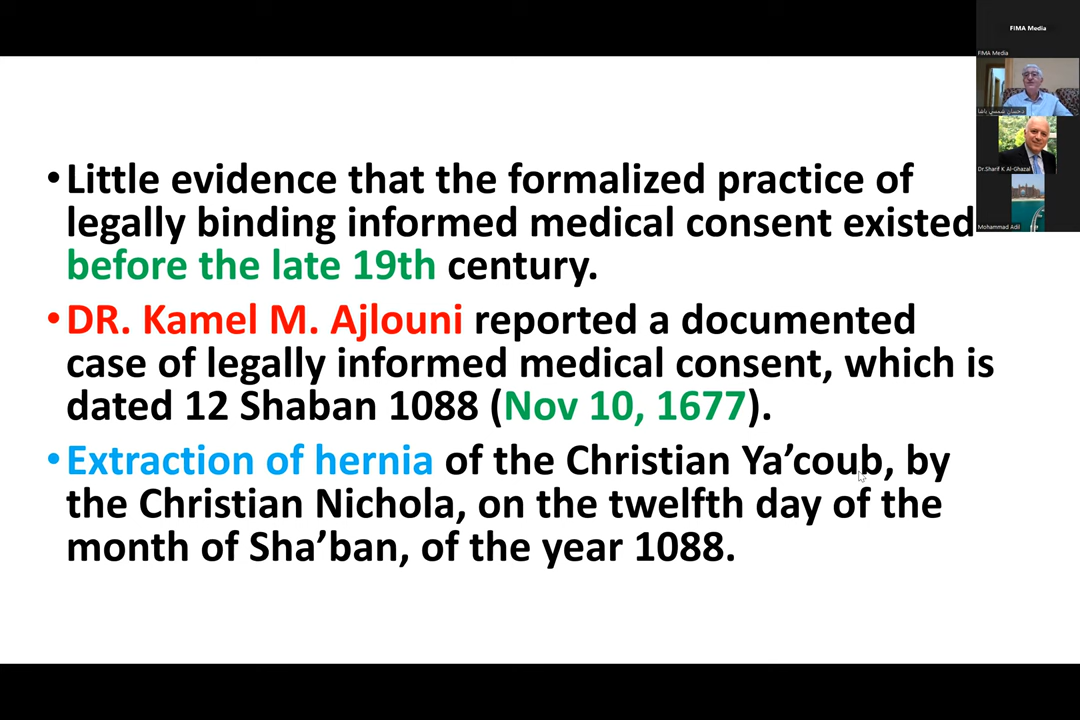 •Little evidence that the formalized practice of
legally binding informed medical consent existed
before the late 19th century.
•DR. Kamel M. Ajlouni reported a documented
case of legally informed medical consent, which is
dated 12 Shaban 1088 (Nov 10, 1677).
•Extraction of hernia of the Christian Ya’coub, by
the Christian Nichola, on the twelfth day of the
month of Sha’ban, of the year 1088.
FIMA Media
FIMA Media
د حسان شمسي باشا
Dr.Sharif K Al-Ghazal
Mohammad Adil